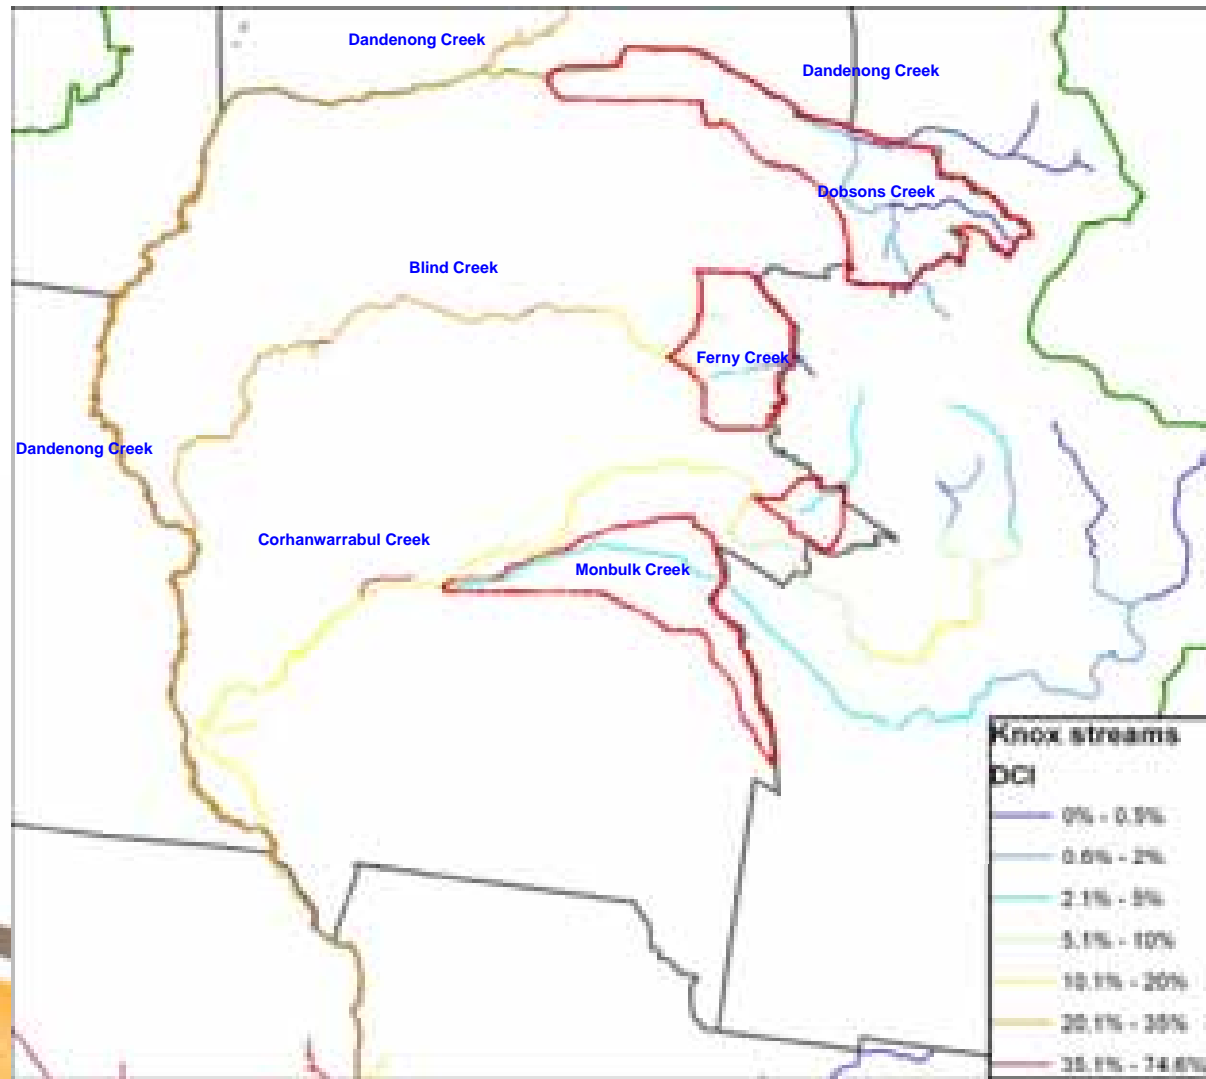 Dandenong Creek
Dandenong Creek
Dobsons Creek
Blind Creek
Ferny Creek
Dandenong Creek
Corhanwarrabul Creek
Monbulk Creek
Knox streams
DCI
0% - 0.5%
0.6% - 2%
2.1% - 5%
5.1% - 10%
10.1% - 20%
20.1% - 35%
35.1% - 74.6%